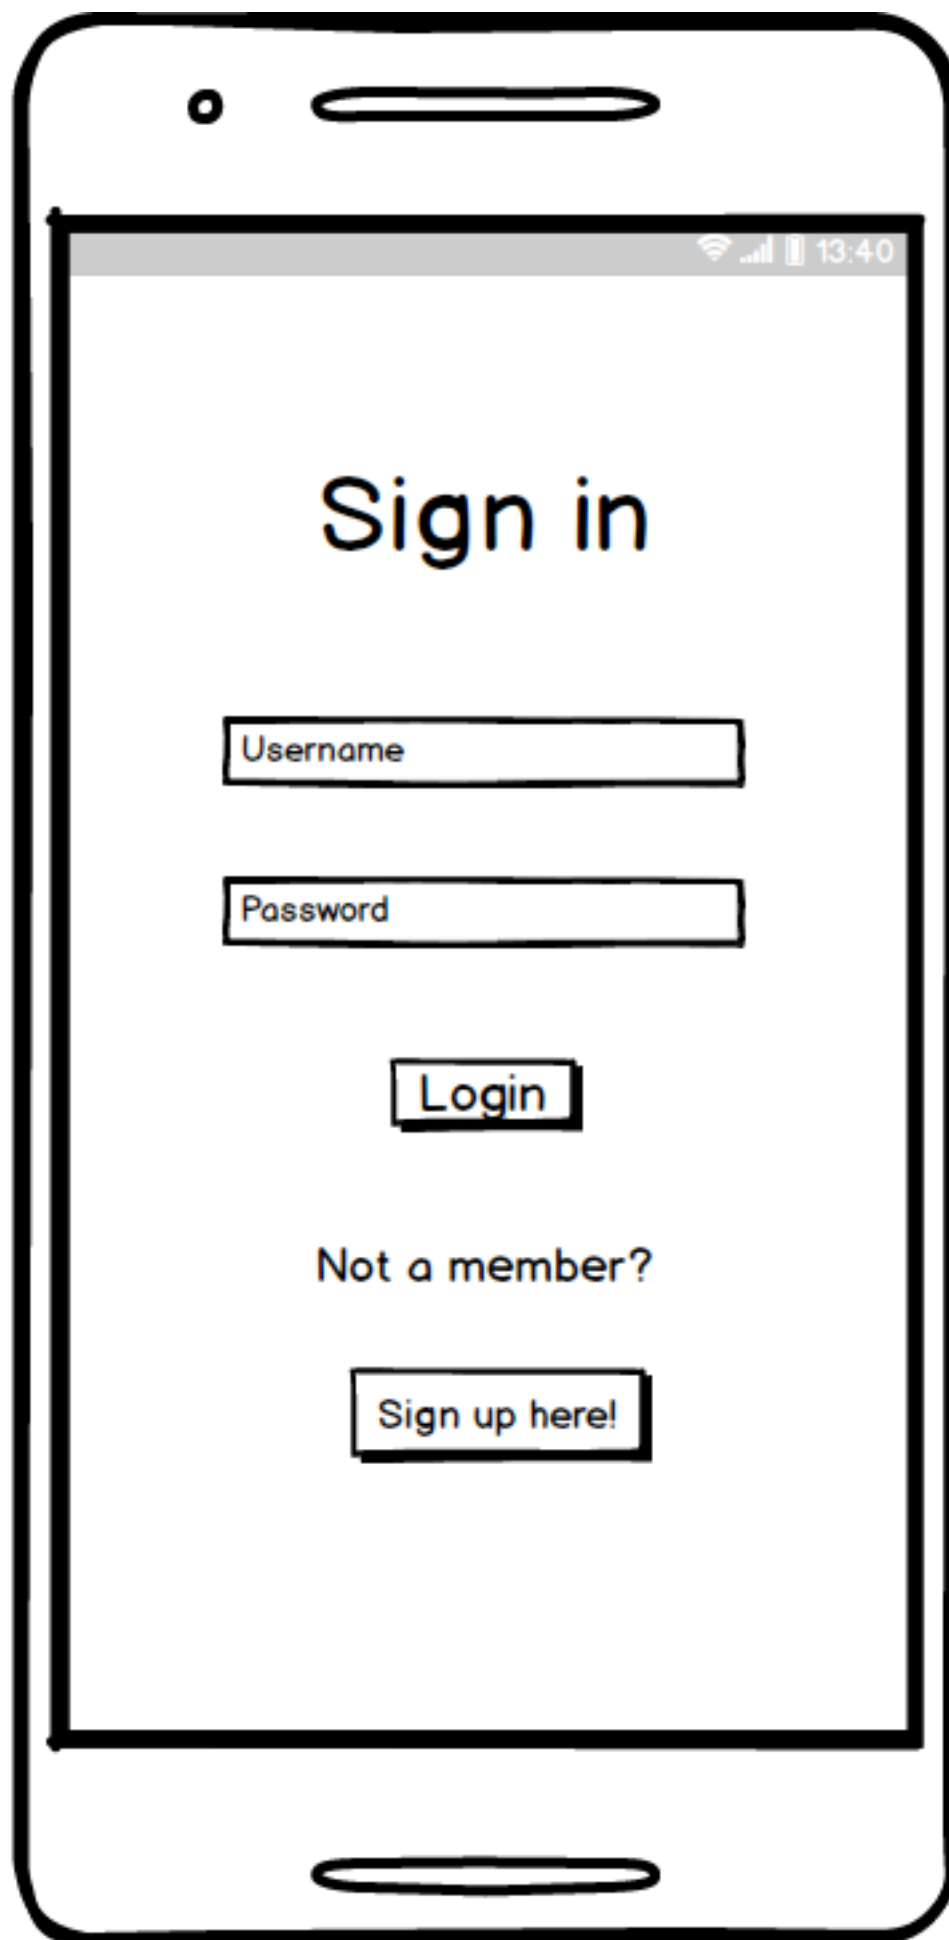 13:40
Sign in
Username
Password
Login
Not a member?
Sign up here!